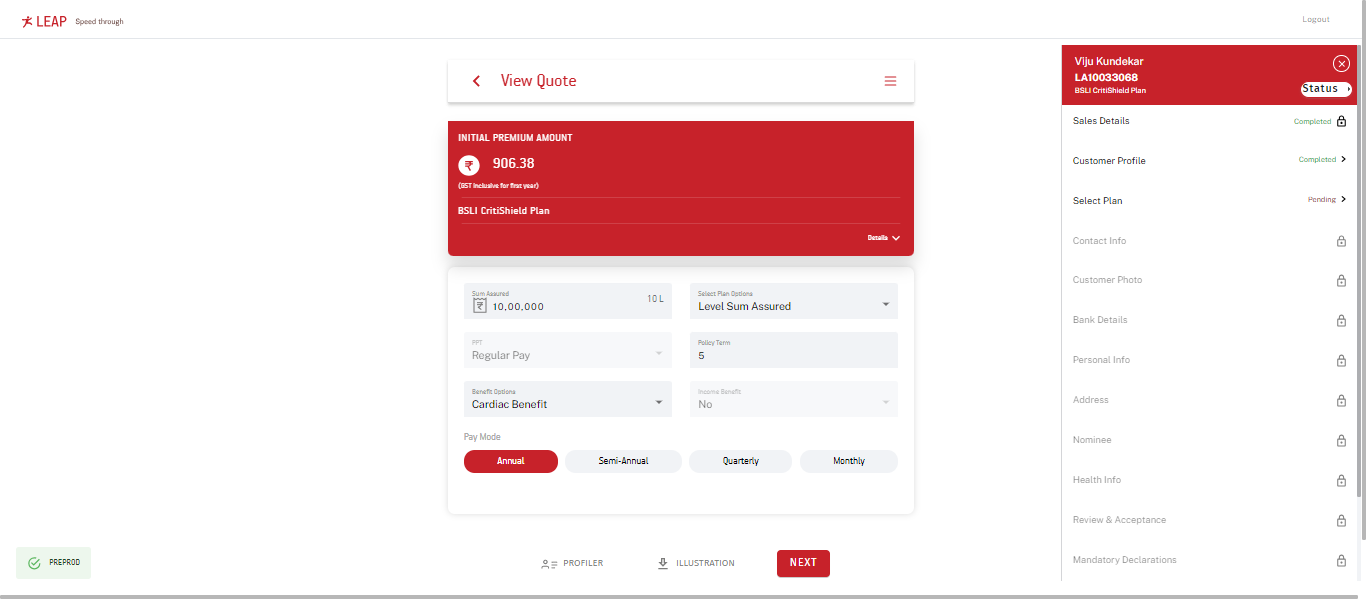 LEAP Speed through
Logout
View Quote
INITIAL PREMIUM AMOUNT
₹ 906.38
(GST Inclusive for first year)
BSLI CritiShield Plan
Details
Sum Assured
₹ 10,00,000 10 L
Select Plan Options
Level Sum Assured
PPT
Regular Pay
Policy Term
5
Benefit Options
Cardiac Benefit
Income Benefit
No
Pay Mode
Annual Semi-Annual Quarterly Monthly
PREPROD
PROFILER ILLUSTRATION NEXT
Viju Kundekar
LA10033068
BSLI CritiShield Plan
Status
Sales Details Completed
Customer Profile Completed
Select Plan Pending
Contact Info
Customer Photo
Bank Details
Personal Info
Address
Nominee
Health Info
Review & Acceptance
Mandatory Declarations